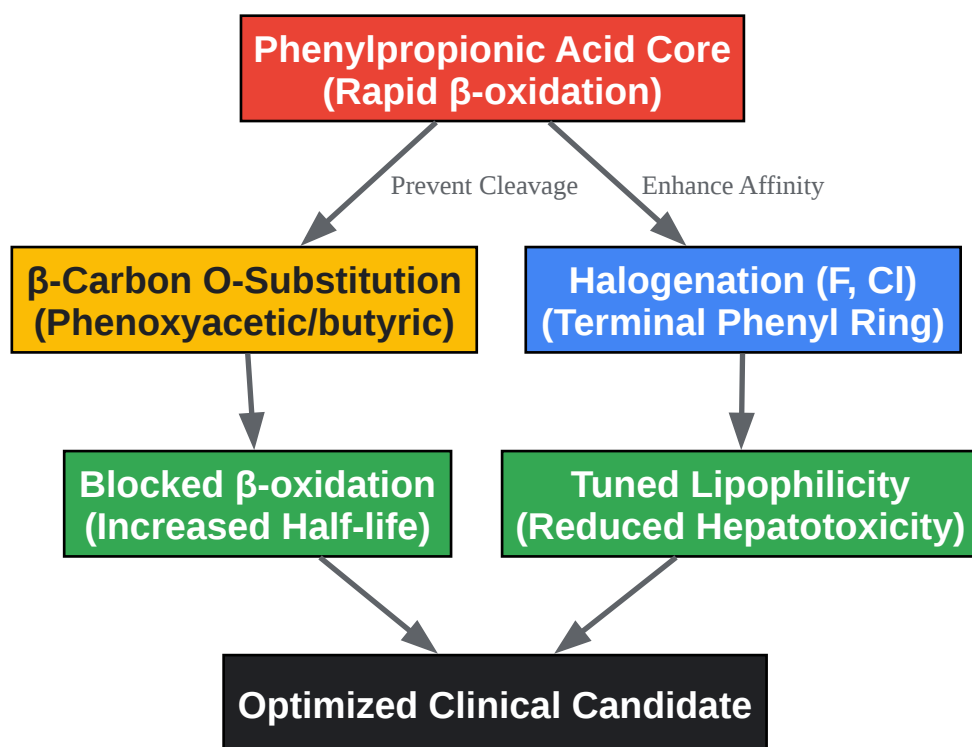 Phenylpropionic Acid Core
(Rapid β-oxidation)
Prevent Cleavage
Enhance Affinity
β-Carbon O-Substitution
(Phenoxyacetic/butyric)
Halogenation (F, Cl)
(Terminal Phenyl Ring)
Blocked β-oxidation
(Increased Half-life)
Tuned Lipophilicity
(Reduced Hepatotoxicity)
Optimized Clinical Candidate